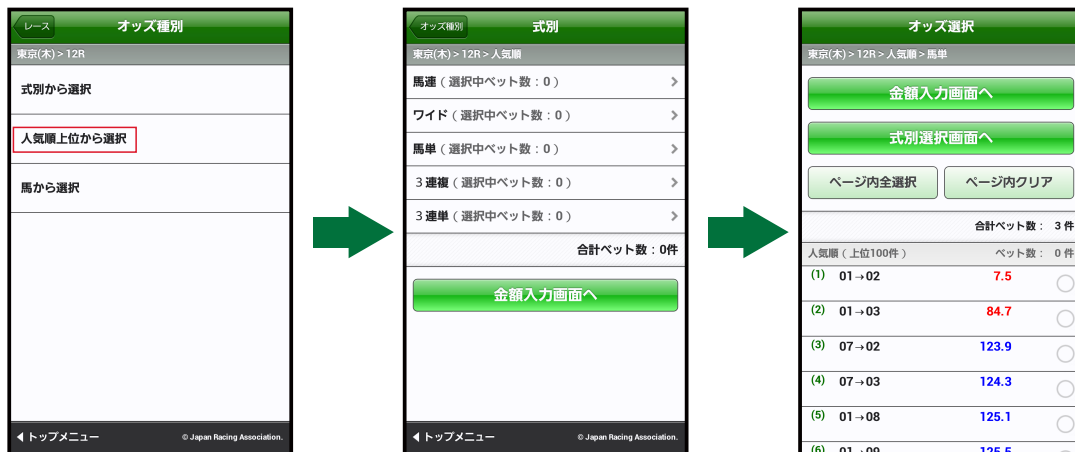 レース
オッズ種別
東京(木)>12R
式別から選択
人気順上位から選択
馬から選択
トップメニュー
© Japan Racing Association.
オッズ種別
式別
東京(木)>12R>人気順
馬連(選択中ベット数:0)
ワイド(選択中ベット数:0)
馬単(選択中ベット数:0)
3連複(選択中ベット数:0)
3連単(選択中ベット数:0)
合計ベット数:0件
金額入力画面へ
トップメニュー
© Japan Racing Association.
オッズ選択
東京(木)>12R>人気順>馬単
金額入力画面へ
式別選択画面へ
ページ内全選択 ページ内クリア
合計ベット数: 3件
人気順(上位100件) ベット数: 0件
(1) 01→02 7.5
(2) 01→03 84.7
(3) 07→02 123.9
(4) 07→03 124.3
(5) 01→08 125.1
(6) 01→09 125.5